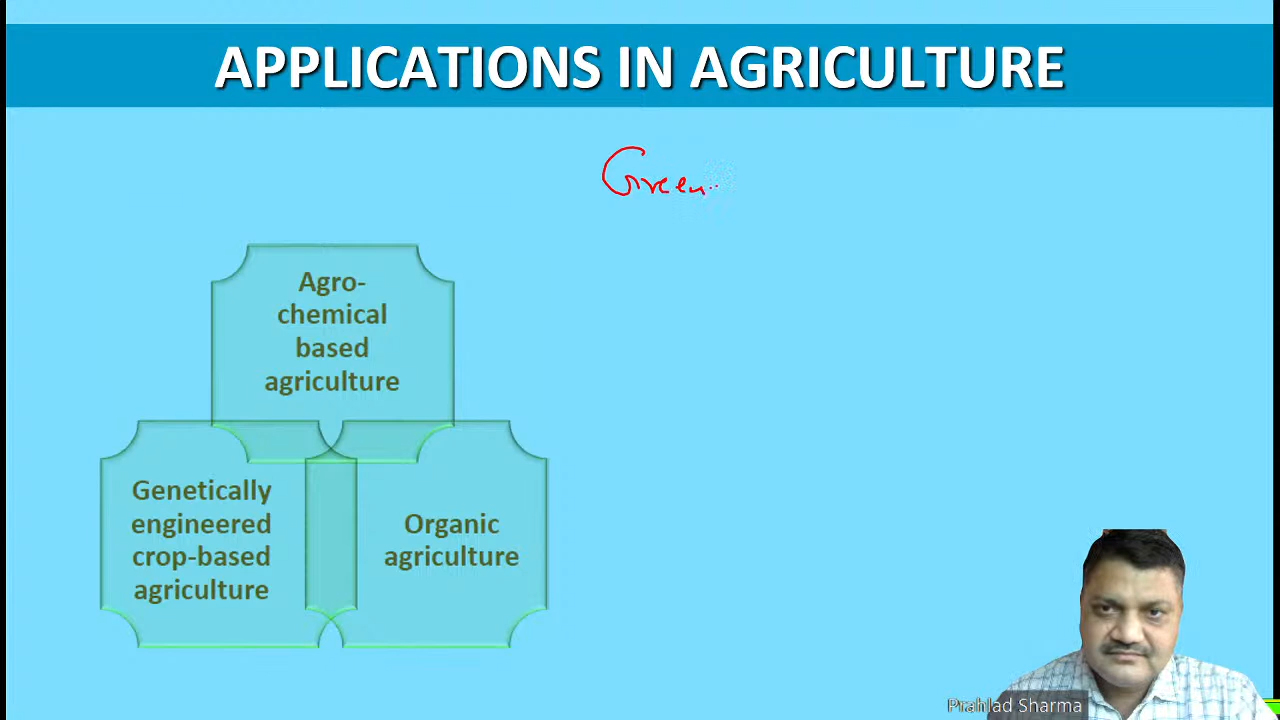 APPLICATIONS IN AGRICULTURE
Green
Agro-
chemical
based
agriculture
Genetically
engineered
crop-based
agriculture
Organic
agriculture
Prahlad Sharma